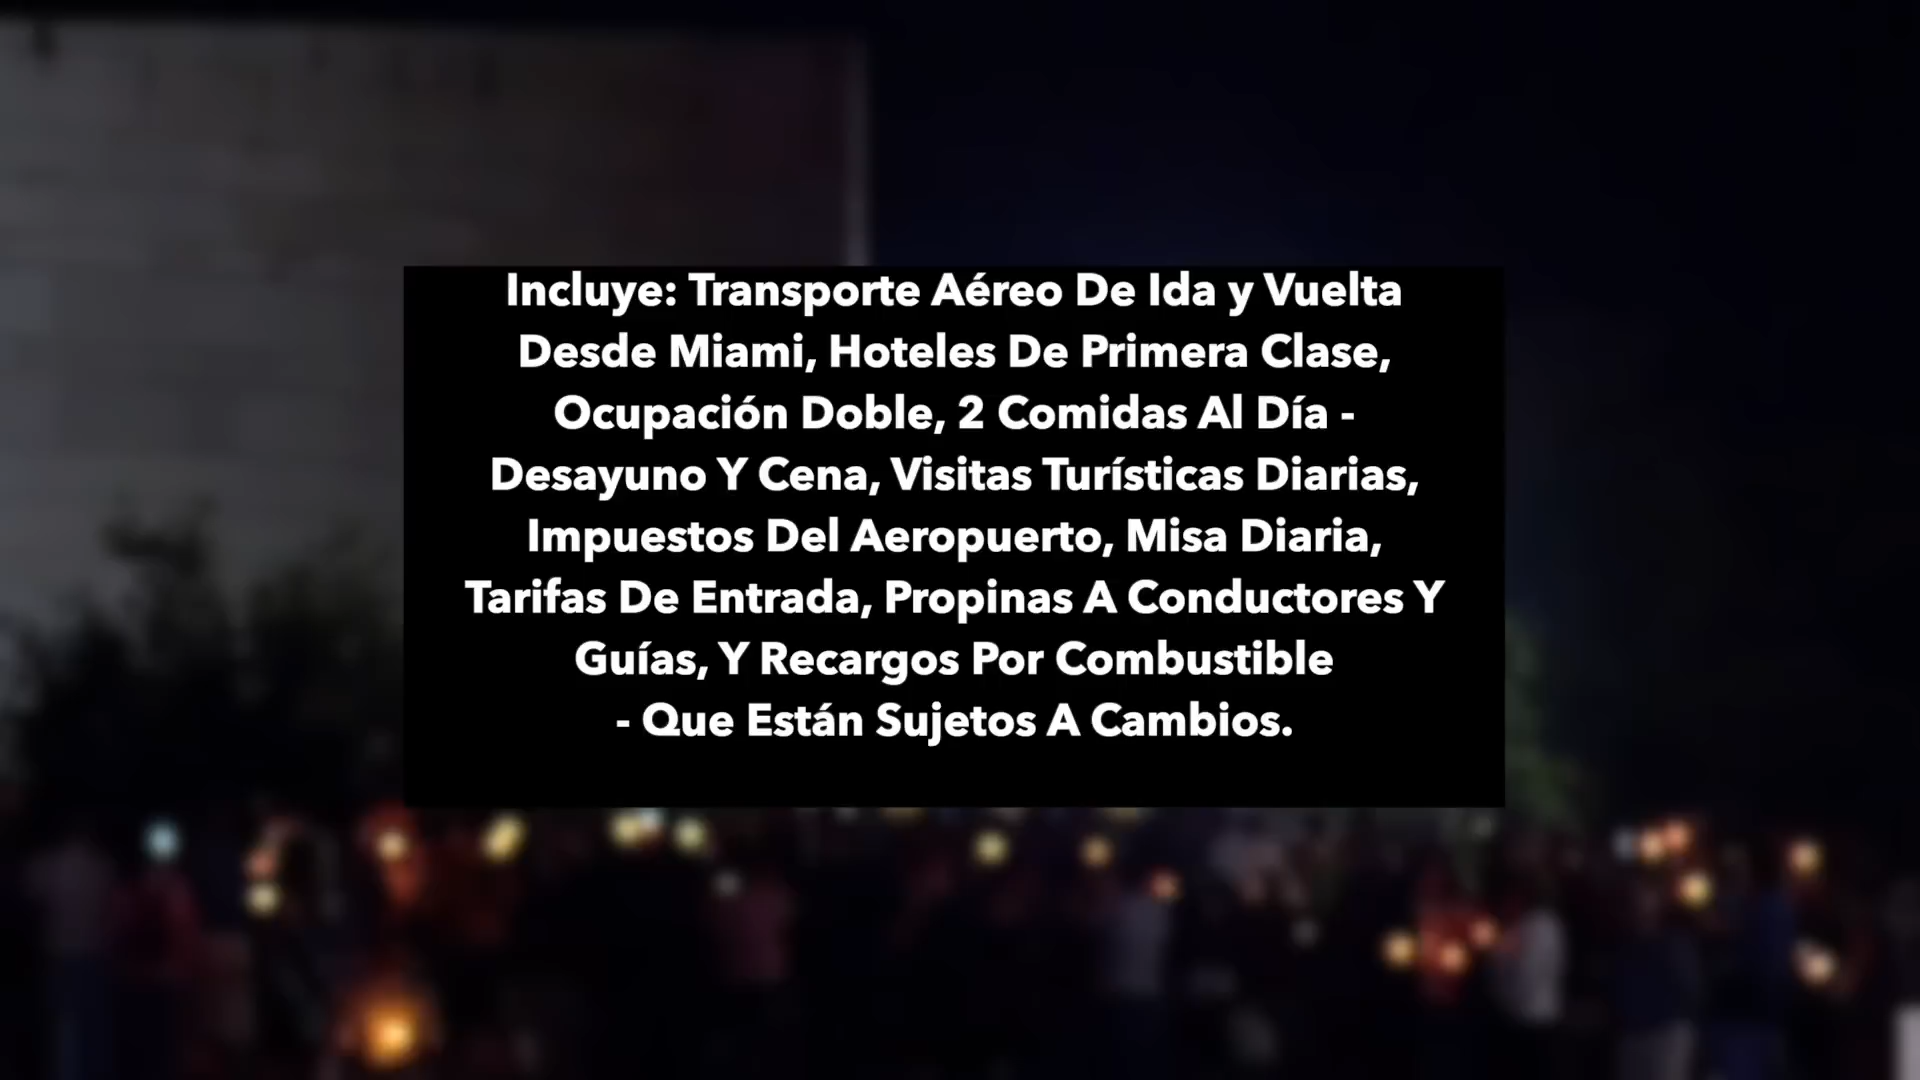 Incluye: Transporte Aéreo De Ida y Vuelta
Desde Miami, Hoteles De Primera Clase,
Ocupación Doble, 2 Comidas Al Día -
Desayuno Y Cena, Visitas Turísticas Diarias,
Impuestos Del Aeropuerto, Misa Diaria,
Tarifas De Entrada, Propinas A Conductores Y
Guías, Y Recargos Por Combustible
- Que Están Sujetos A Cambios.